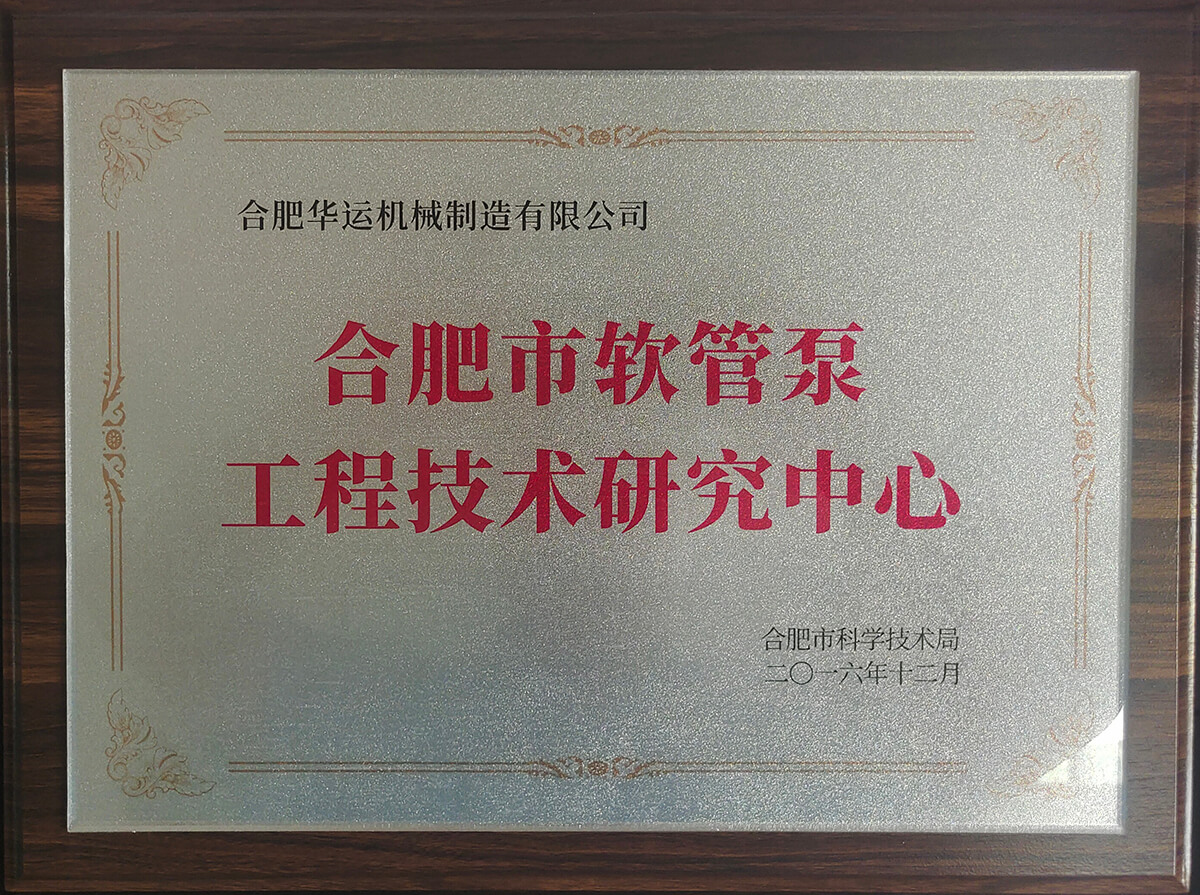 合肥华运机械制造有限公司
合肥市软管泵
工程技术研究中心
合肥市科学技术局
二〇一六年十二月